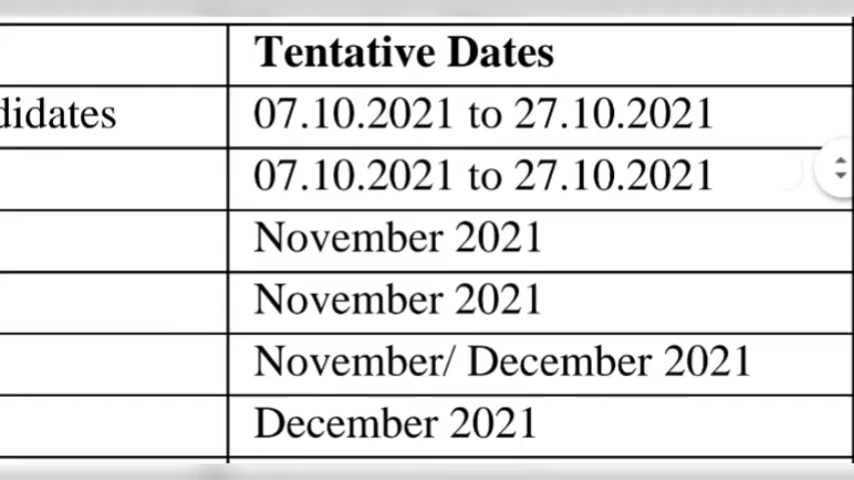 Tentative Dates
didates 07.10.2021 to 27.10.2021
07.10.2021 to 27.10.2021
November 2021
November 2021
November/ December 2021
December 2021